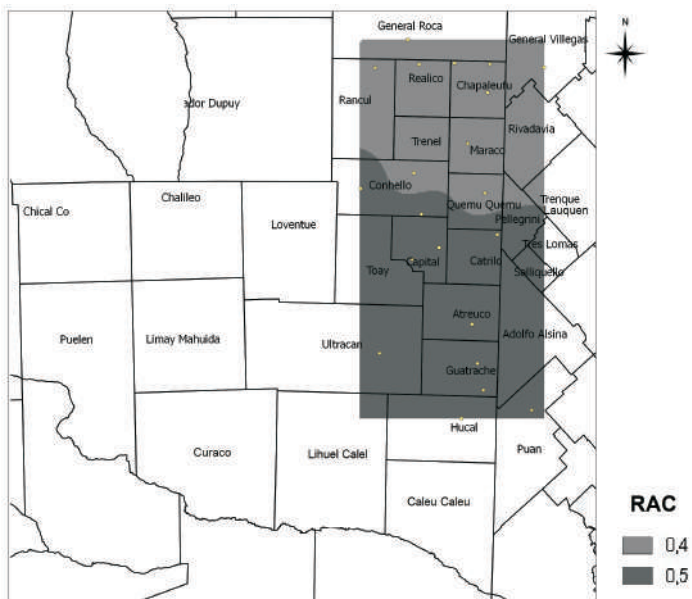 N
General Roca
General Villegas
Realico
Chapaleufu
Rancul
ador Dupuy
Rivadavia
Trenel
Maraco
Conhello
Chalileo
Quemu Quemu
Trenque
Lauquen
Chical Co
Pellegrini
Loventue
Tres Lomas
Capital
Catrilo
Toay
Salliquello
Atreuco
Adolfo Alsina
Puelen
Limay Mahuida
Ultracan
Guatrache
Hucal
Puan
Curaco
Lihuel Calel
Caleu Caleu
RAC
0,4
0,5